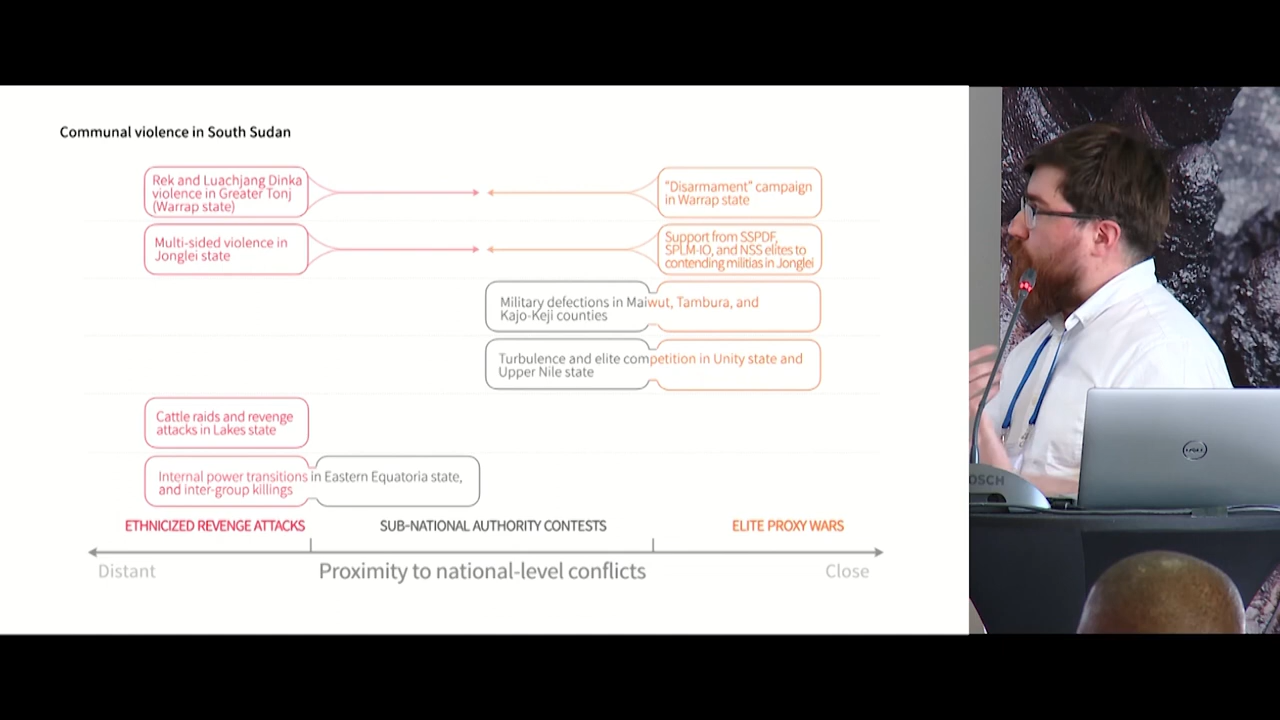 Communal violence in South Sudan
Rek and Luachjang Dinka
violence in Greater Tonj
(Warrap state)
"Disarmament" campaign
in Warrap state
Multi-sided violence in
Jonglei state
Support from SSPDF,
SPLM-IO, and NSS elites to
contending militias in Jonglei
Military defections in Maiwut, Tambura, and
Kajo-Keji counties
Turbulence and elite competition in Unity state and
Upper Nile state
Cattle raids and revenge
attacks in Lakes state
Internal power transitions in Eastern Equatoria state,
and inter-group killings
ETHNICIZED REVENGE ATTACKS
SUB-NATIONAL AUTHORITY CONTESTS
ELITE PROXY WARS
Distant
Proximity to national-level conflicts
Close
DELL
OSCH